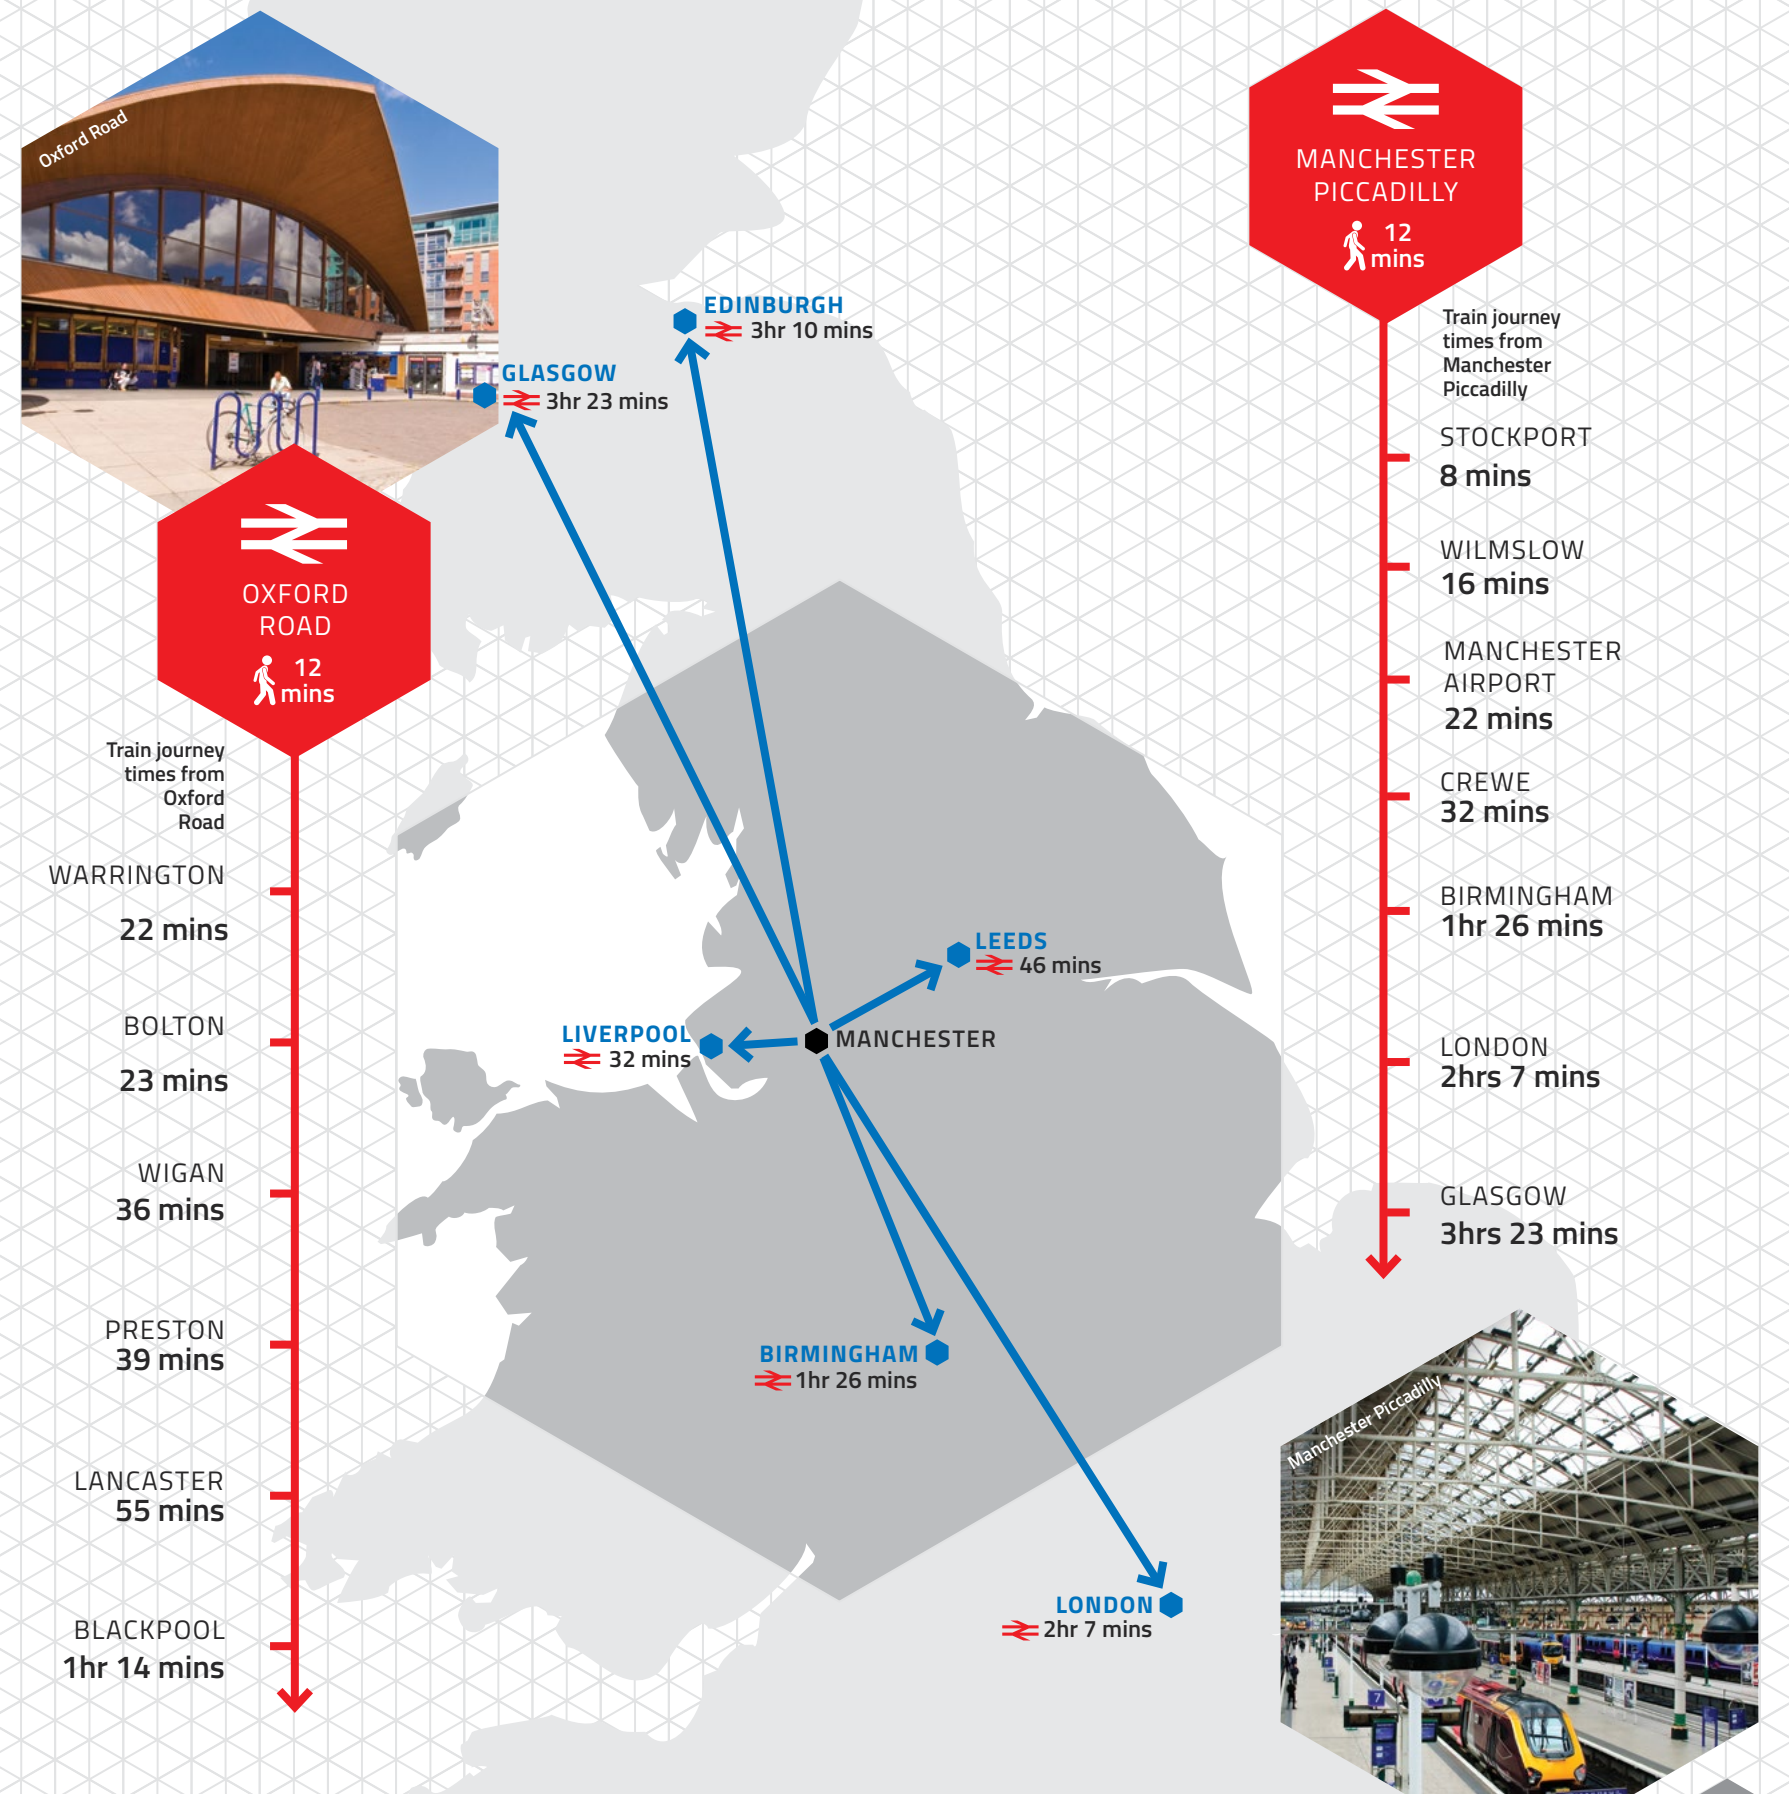 Oxford Road
OXFORD
ROAD
12
mins
Train journey
times from
Oxford
Road
WARRINGTON
22 mins
BOLTON
23 mins
WIGAN
36 mins
PRESTON
39 mins
LANCASTER
55 mins
BLACKPOOL
1hr 14 mins
EDINBURGH
3hr 10 mins
GLASGOW
3hr 23 mins
LEEDS
46 mins
LIVERPOOL
32 mins
MANCHESTER
BIRMINGHAM
1hr 26 mins
LONDON
2hr 7 mins
MANCHESTER
PICCADILLY
12
mins
Train journey
times from
Manchester
Piccadilly
STOCKPORT
8 mins
WILMSLOW
16 mins
MANCHESTER
AIRPORT
22 mins
CREWE
32 mins
BIRMINGHAM
1hr 26 mins
LONDON
2hrs 7 mins
GLASGOW
3hrs 23 mins
Manchester Piccadilly
7